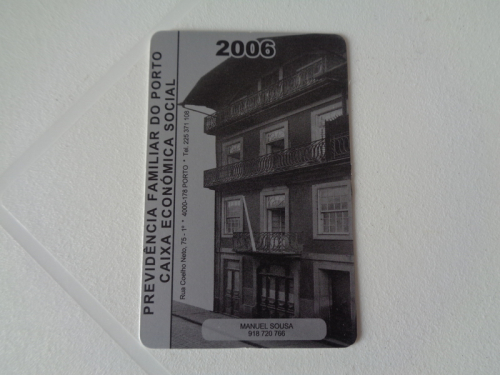 2006
PREVIDÊNCIA FAMILIAR DO PORTO
CAIXA ECONÓMICA SOCIAL
Rua Coelho Neto, 75 - 1º * 4000-178 PORTO * Tel. 225 371 108
MANUEL SOUSA
918 720 766